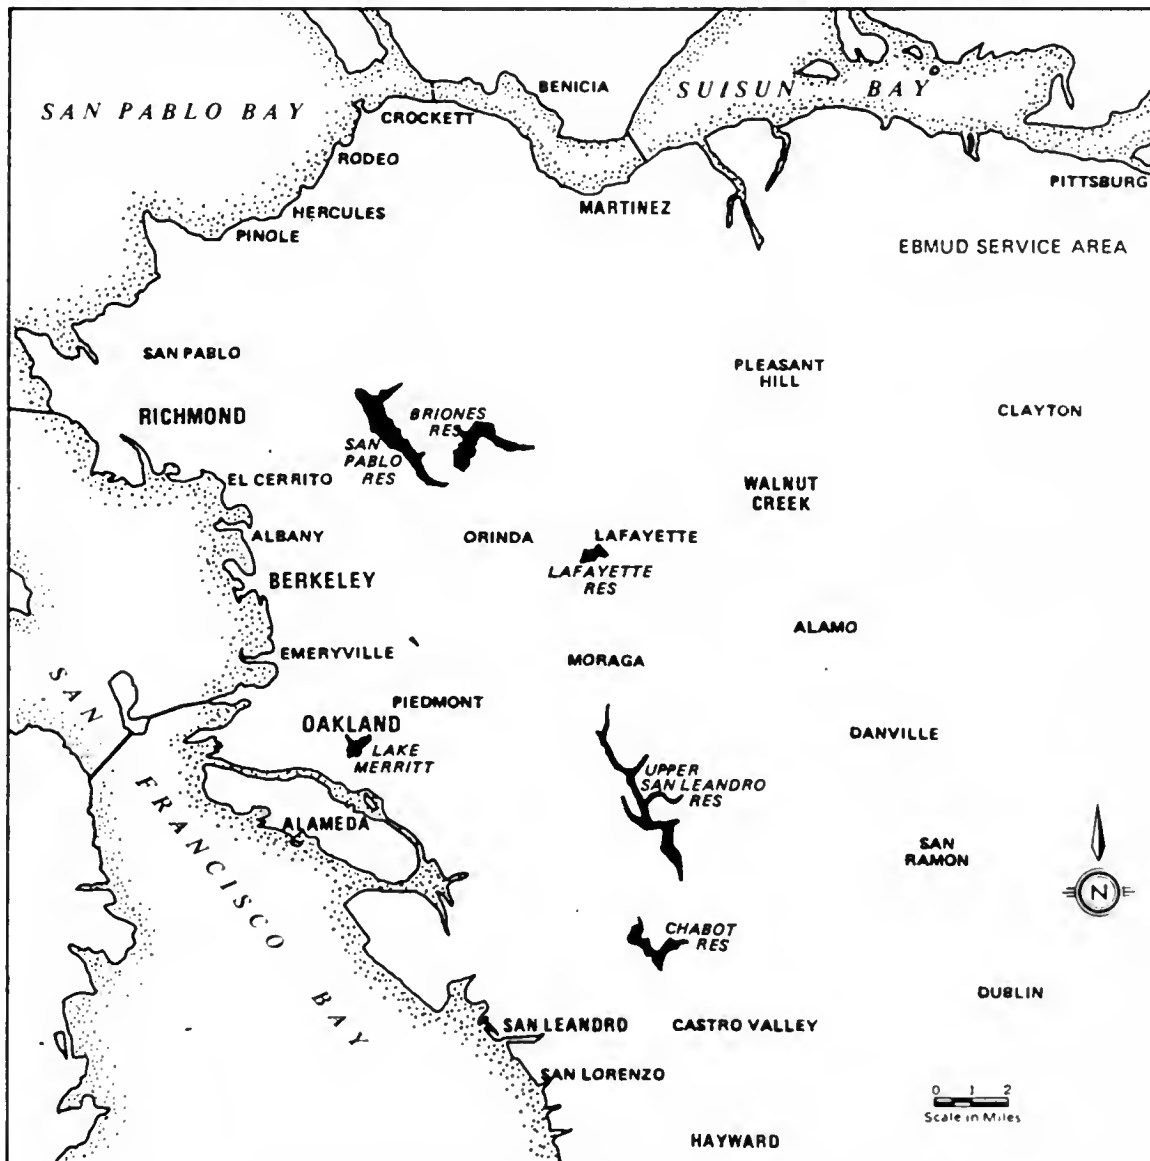 BENICIA
SUISUN BAY
SAN PABLO BAY
CROCKETT
RODEO
PITTSBURG
HERCULES
MARTINEZ
PINOLE
EBMUD SERVICE AREA
SAN PABLO
PLEASANT
HILL
RICHMOND
BRIONES
RES
CLAYTON
SAN
PABLO
RES
EL CERRITO
WALNUT
CREEK
ALBANY
ORINDA
LAFAYETTE
BERKELEY
LAFAYETTE
RES
ALAMO
EMERYVILLE
MORAGA
SAN
FRANCISCO
BAY
PIEDMONT
OAKLAND
DANVILLE
LAKE
MERRITT
UPPER
SAN LEANDRO
RES
ALAMEDA
SAN
RAMON
N
CHABOT
RES
DUBLIN
SAN LEANDRO
CASTRO VALLEY
SAN LORENZO
0 1 2
Scale in Miles
HAYWARD